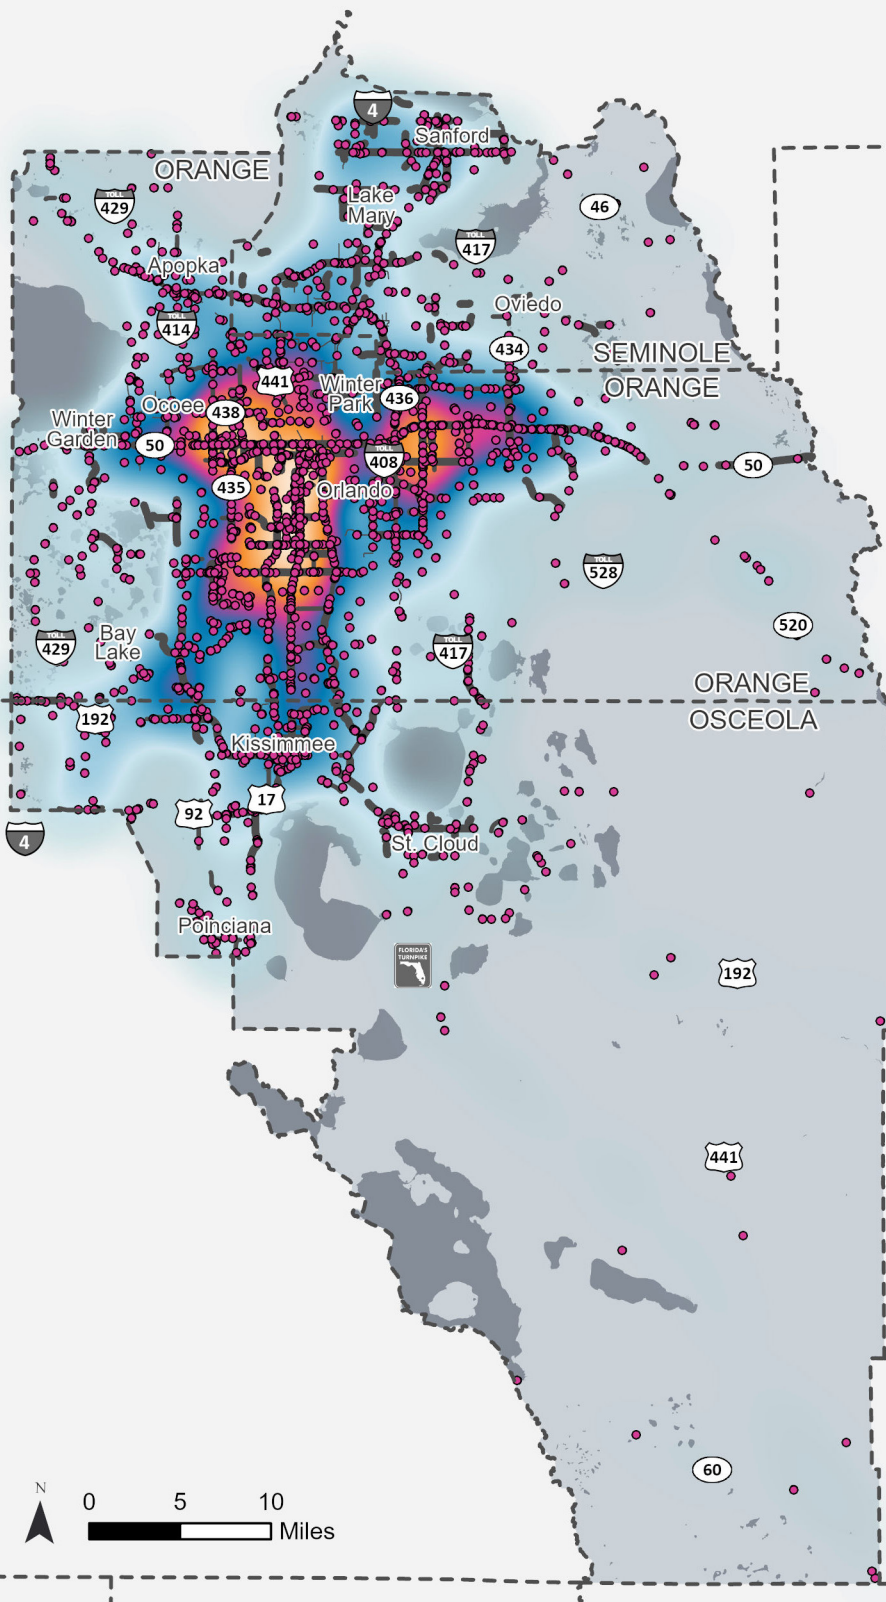 4
Sanford
ORANGE
TOLL
429
Lake
Mary
46
TOLL
417
Apopka
Oviedo
TOLL
414
434
SEMINOLE
ORANGE
441
Winter
Park
436
Ocoee
438
Winter
Garden
50
TOLL
408
50
435
Orlando
TOLL
528
520
Bay
Lake
TOLL
429
TOLL
417
ORANGE
OSCEOLA
192
Kissimmee
17
92
4
St. Cloud
Poinciana
FLORIDA'S
TURNPIKE
192
441
60
N
0 5 10
Miles